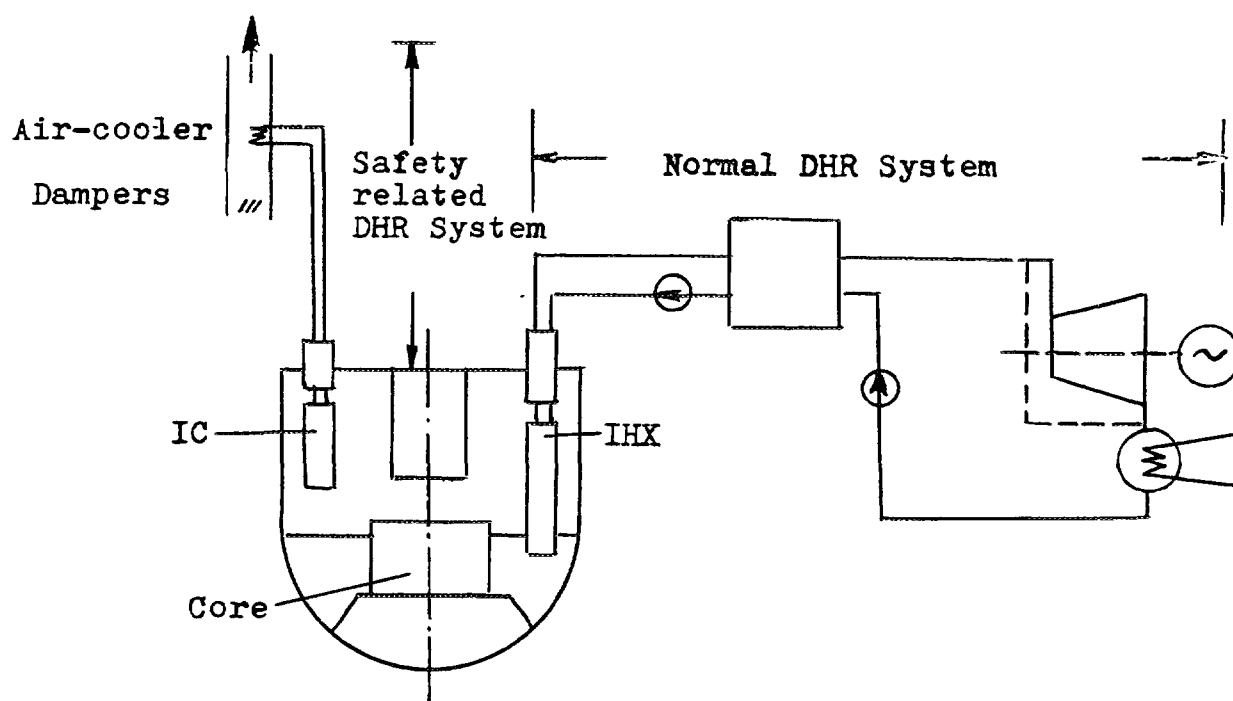 Air-cooler
Dampers
Safety
related
DHR System
Normal DHR System
IC
IHX
Core